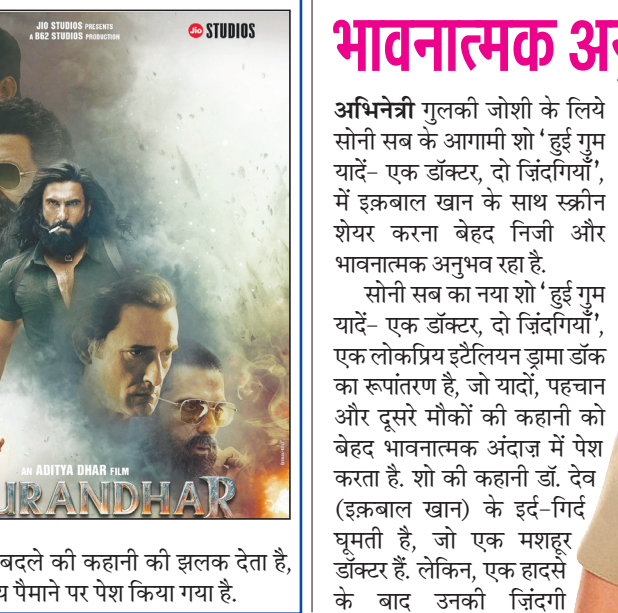 JIO STUDIOS PRESENTS
A B62 STUDIOS PRODUCTION
Jio STUDIOS
AN ADITYA DHAR FILM
URANDHAR
बदले की कहानी की झलक देता है,
पैमाने पर पेश किया गया है.
भावनात्मक
अभिनेत्री गुलकी जोशी के लिये
सोनी सब के आगामी शो ‘ हुई गुम
यादें– एक डॉक्टर, दो ज़िंदगियाँ’,
में इक़बाल खान के साथ स्क्रीन
शेयर करना बेहद निजी और
भावनात्मक अनुभव रहा है.
सोनी सब का नया शो ‘ हुई गुम
यादें– एक डॉक्टर, दो ज़िंदगियाँ’,
एक लोकप्रिय इटैलियन ड्रामा डॉक
का रूपांतरण है, जो यादों, पहचान
और दूसरे मौकों की कहानी को
बेहद भावनात्मक अंदाज़ में पेश
करता है. शो की कहानी डॉ. देव
(इक़बाल खान) के इर्द–गिर्द
घूमती है, जो एक मशहूर
डॉक्टर हैं. लेकिन, एक हादसे
के बाद उनकी ज़िंदगी